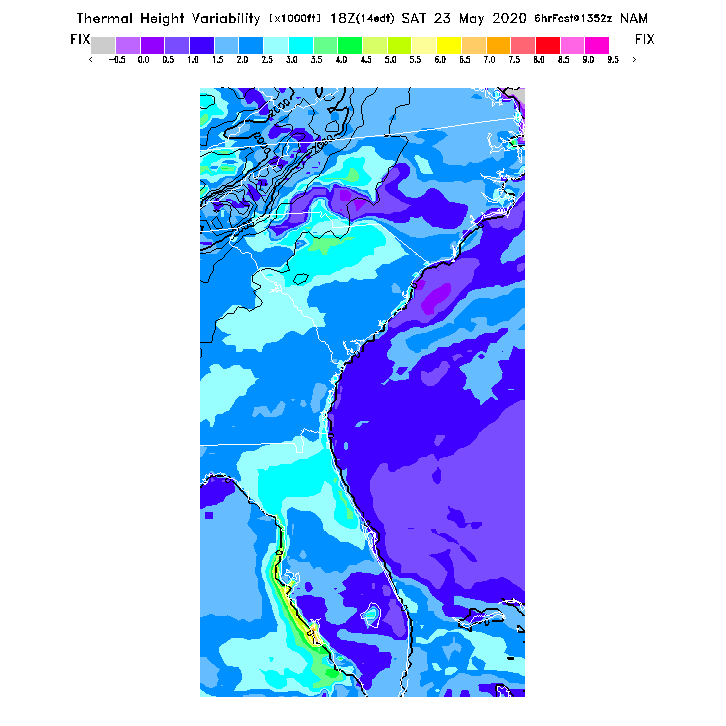 Thermal Height Variability [x1000ft] 18Z(14edt) SAT 23 May 2020 6hrFcst@1352z NAM
FIX FIX
< -0.5 0.0 0.5 1.0 1.5 2.0 2.5 3.0 3.5 4.0 4.5 5.0 5.5 6.0 6.5 7.0 7.5 8.0 8.5 9.0 9.5 >